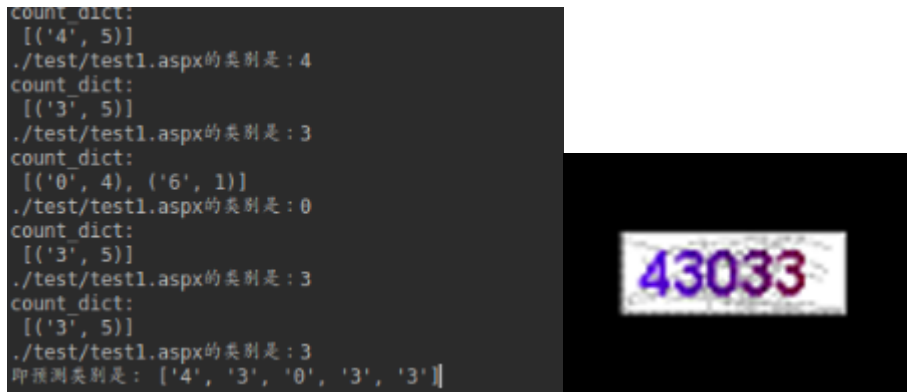 count_dict:
[('4', 5)]
./test/test1.aspx的类别是：4
count_dict:
[('3', 5)]
./test/test1.aspx的类别是：3
count_dict:
[('0', 4), ('6', 1)]
./test/test1.aspx的类别是：0
count_dict:
[('3', 5)]
./test/test1.aspx的类别是：3
count_dict:
[('3', 5)]
./test/test1.aspx的类别是：3
即预测类别是： ['4', '3', '0', '3', '3']
43033